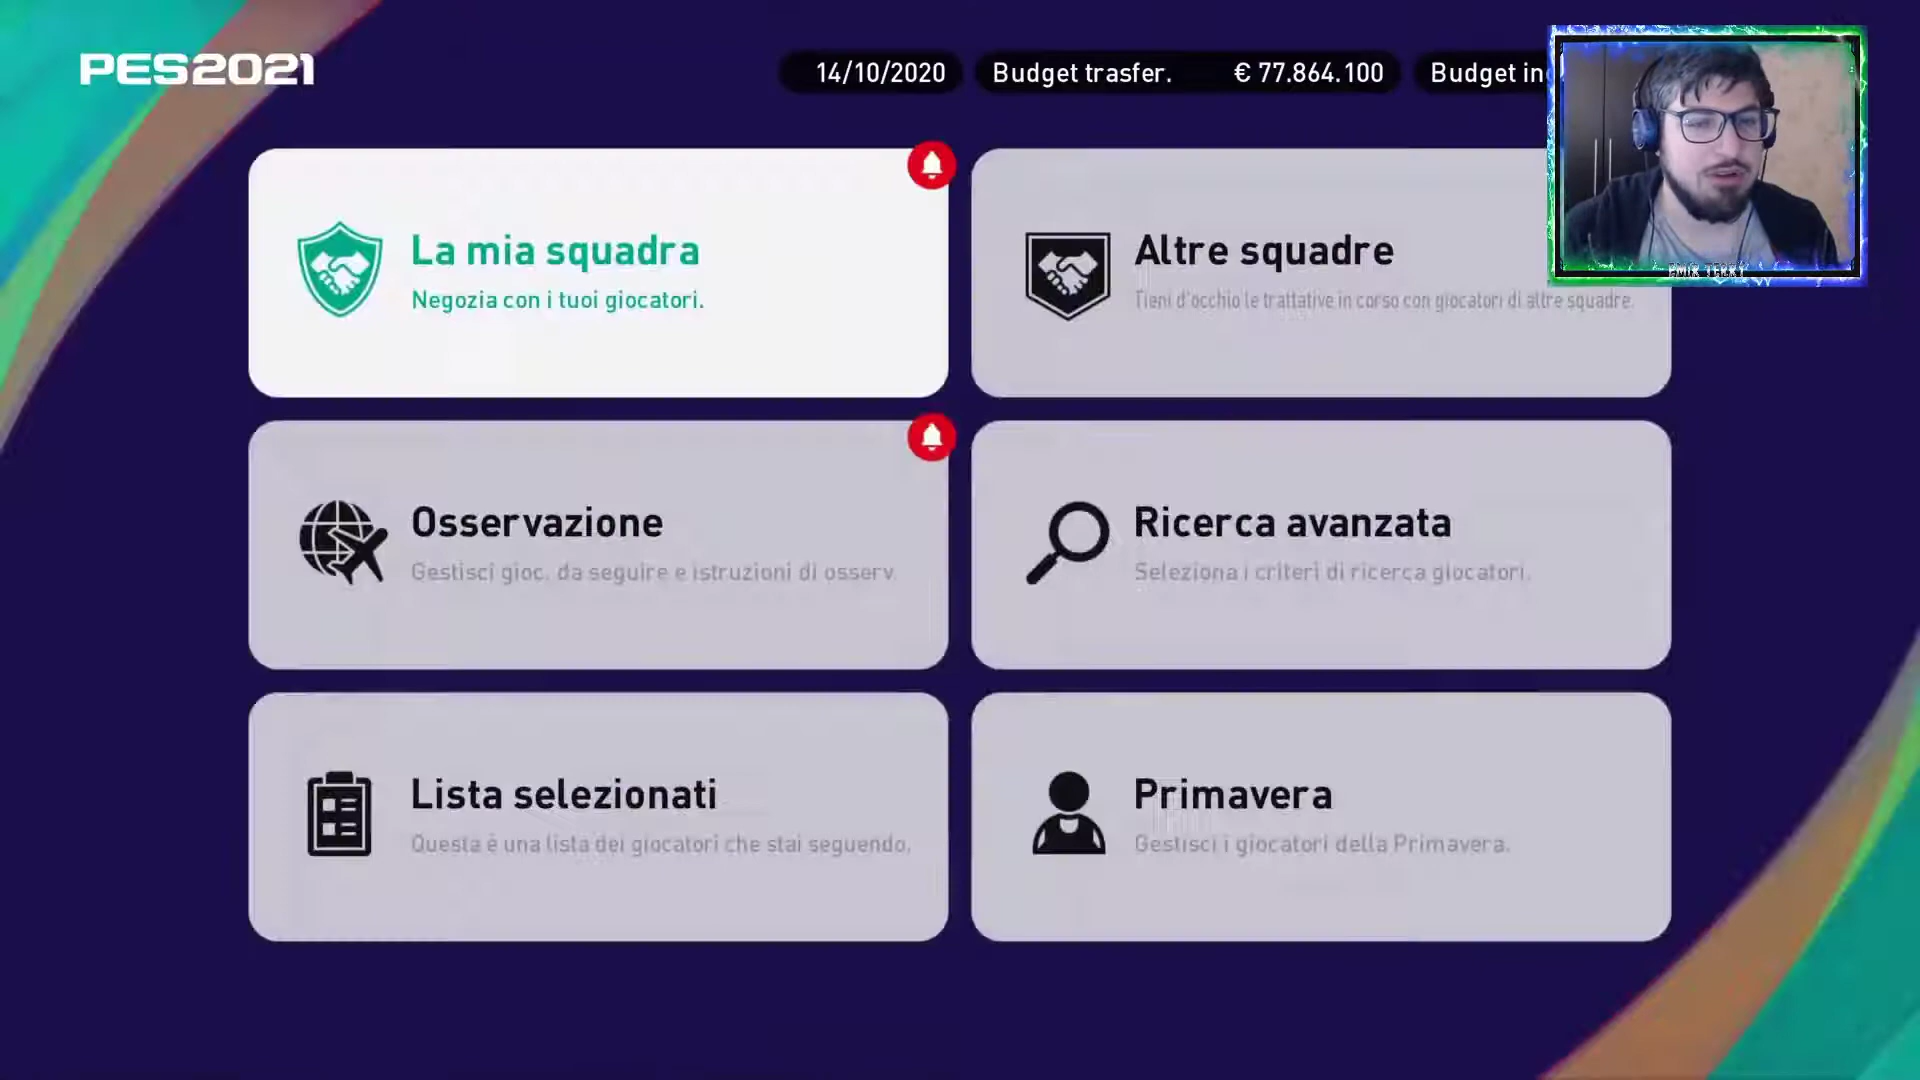 PES2021
14/10/2020
Budget trasfer. € 77.864.100
Budget in
La mia squadra
Negozia con i tuoi giocatori.
Altre squadre
Tieni d'occhio le trattative in corso con giocatori di altre squadre.
Osservazione
Gestisci gioc. da seguire e istruzioni di osserv.
Ricerca avanzata
Seleziona i criteri di ricerca giocatori.
Lista selezionati
Questa è una lista dei giocatori che stai seguendo.
Primavera
Gestisci i giocatori della Primavera.